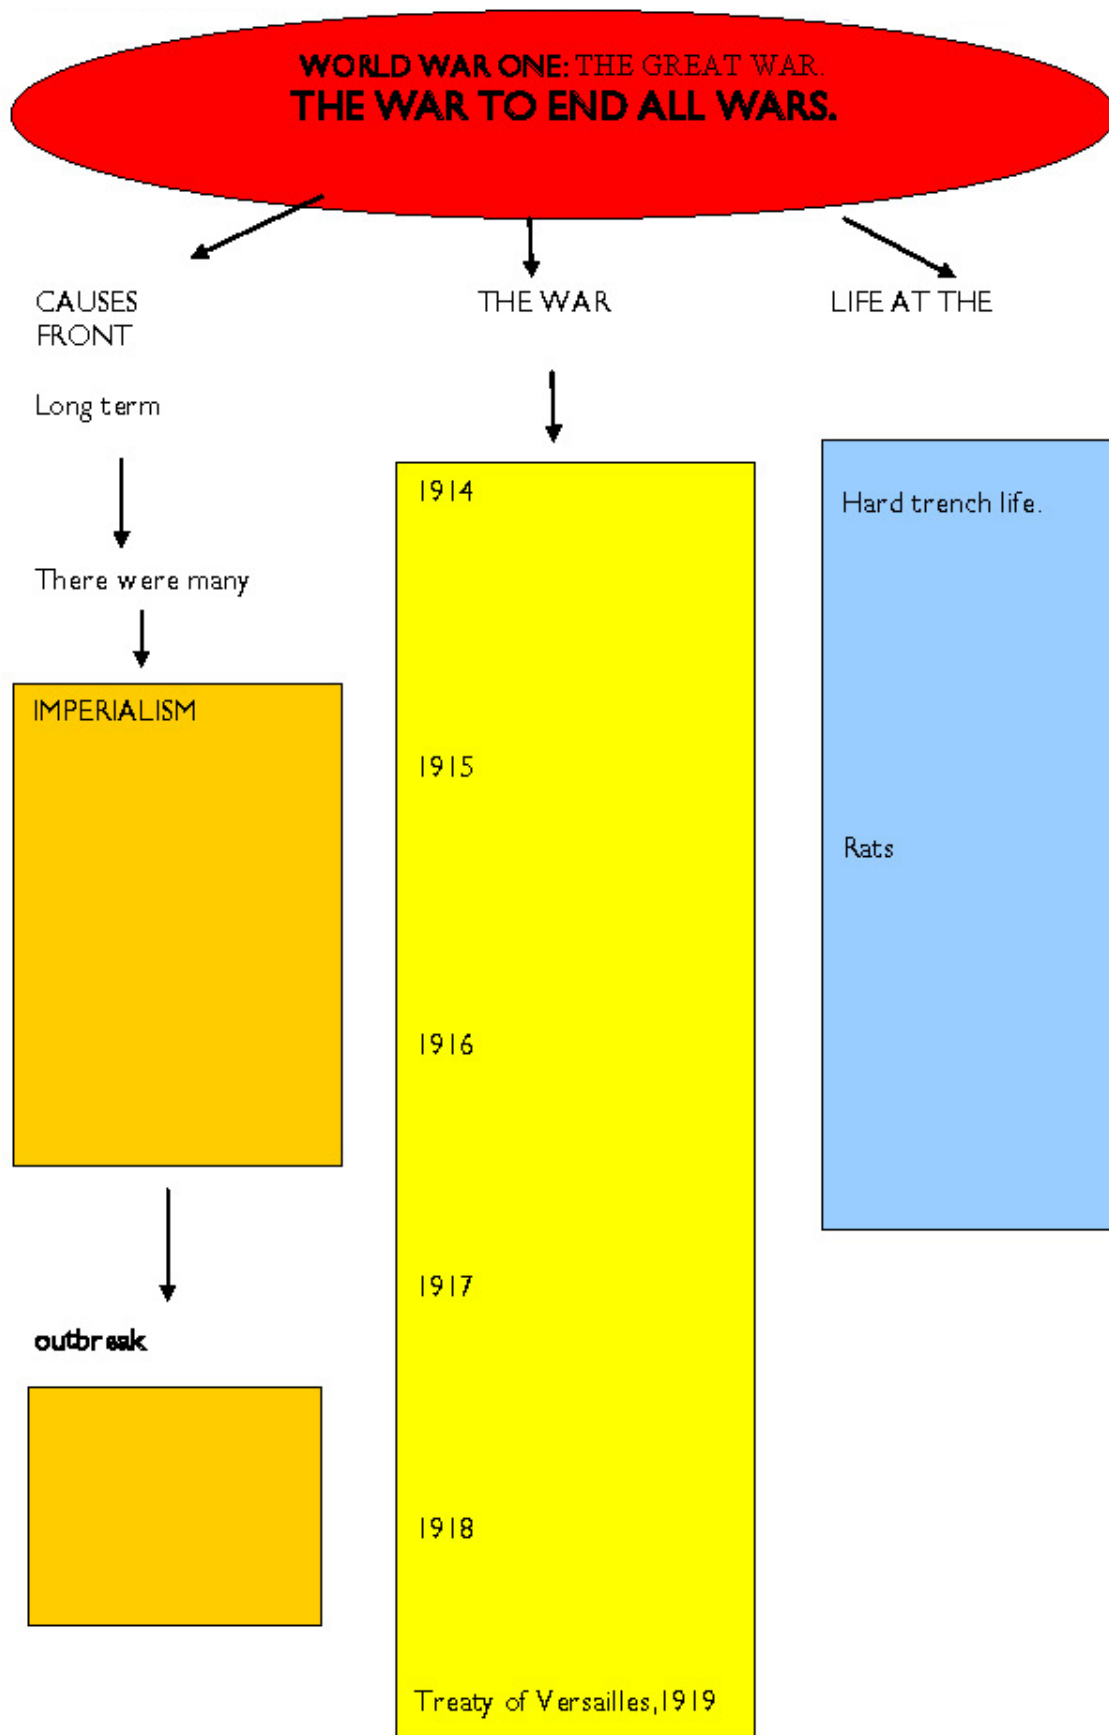 WORLD WAR ONE: THE GREAT WAR.
THE WAR TO END ALL WARS.
CAUSES THE WAR LIFE AT THE
FRONT
Long term
There were many
IMPERIALISM
outbreak
1914
1915
1916
1917
1918
Treaty of Versailles,1919
Hard trench life.
Rats